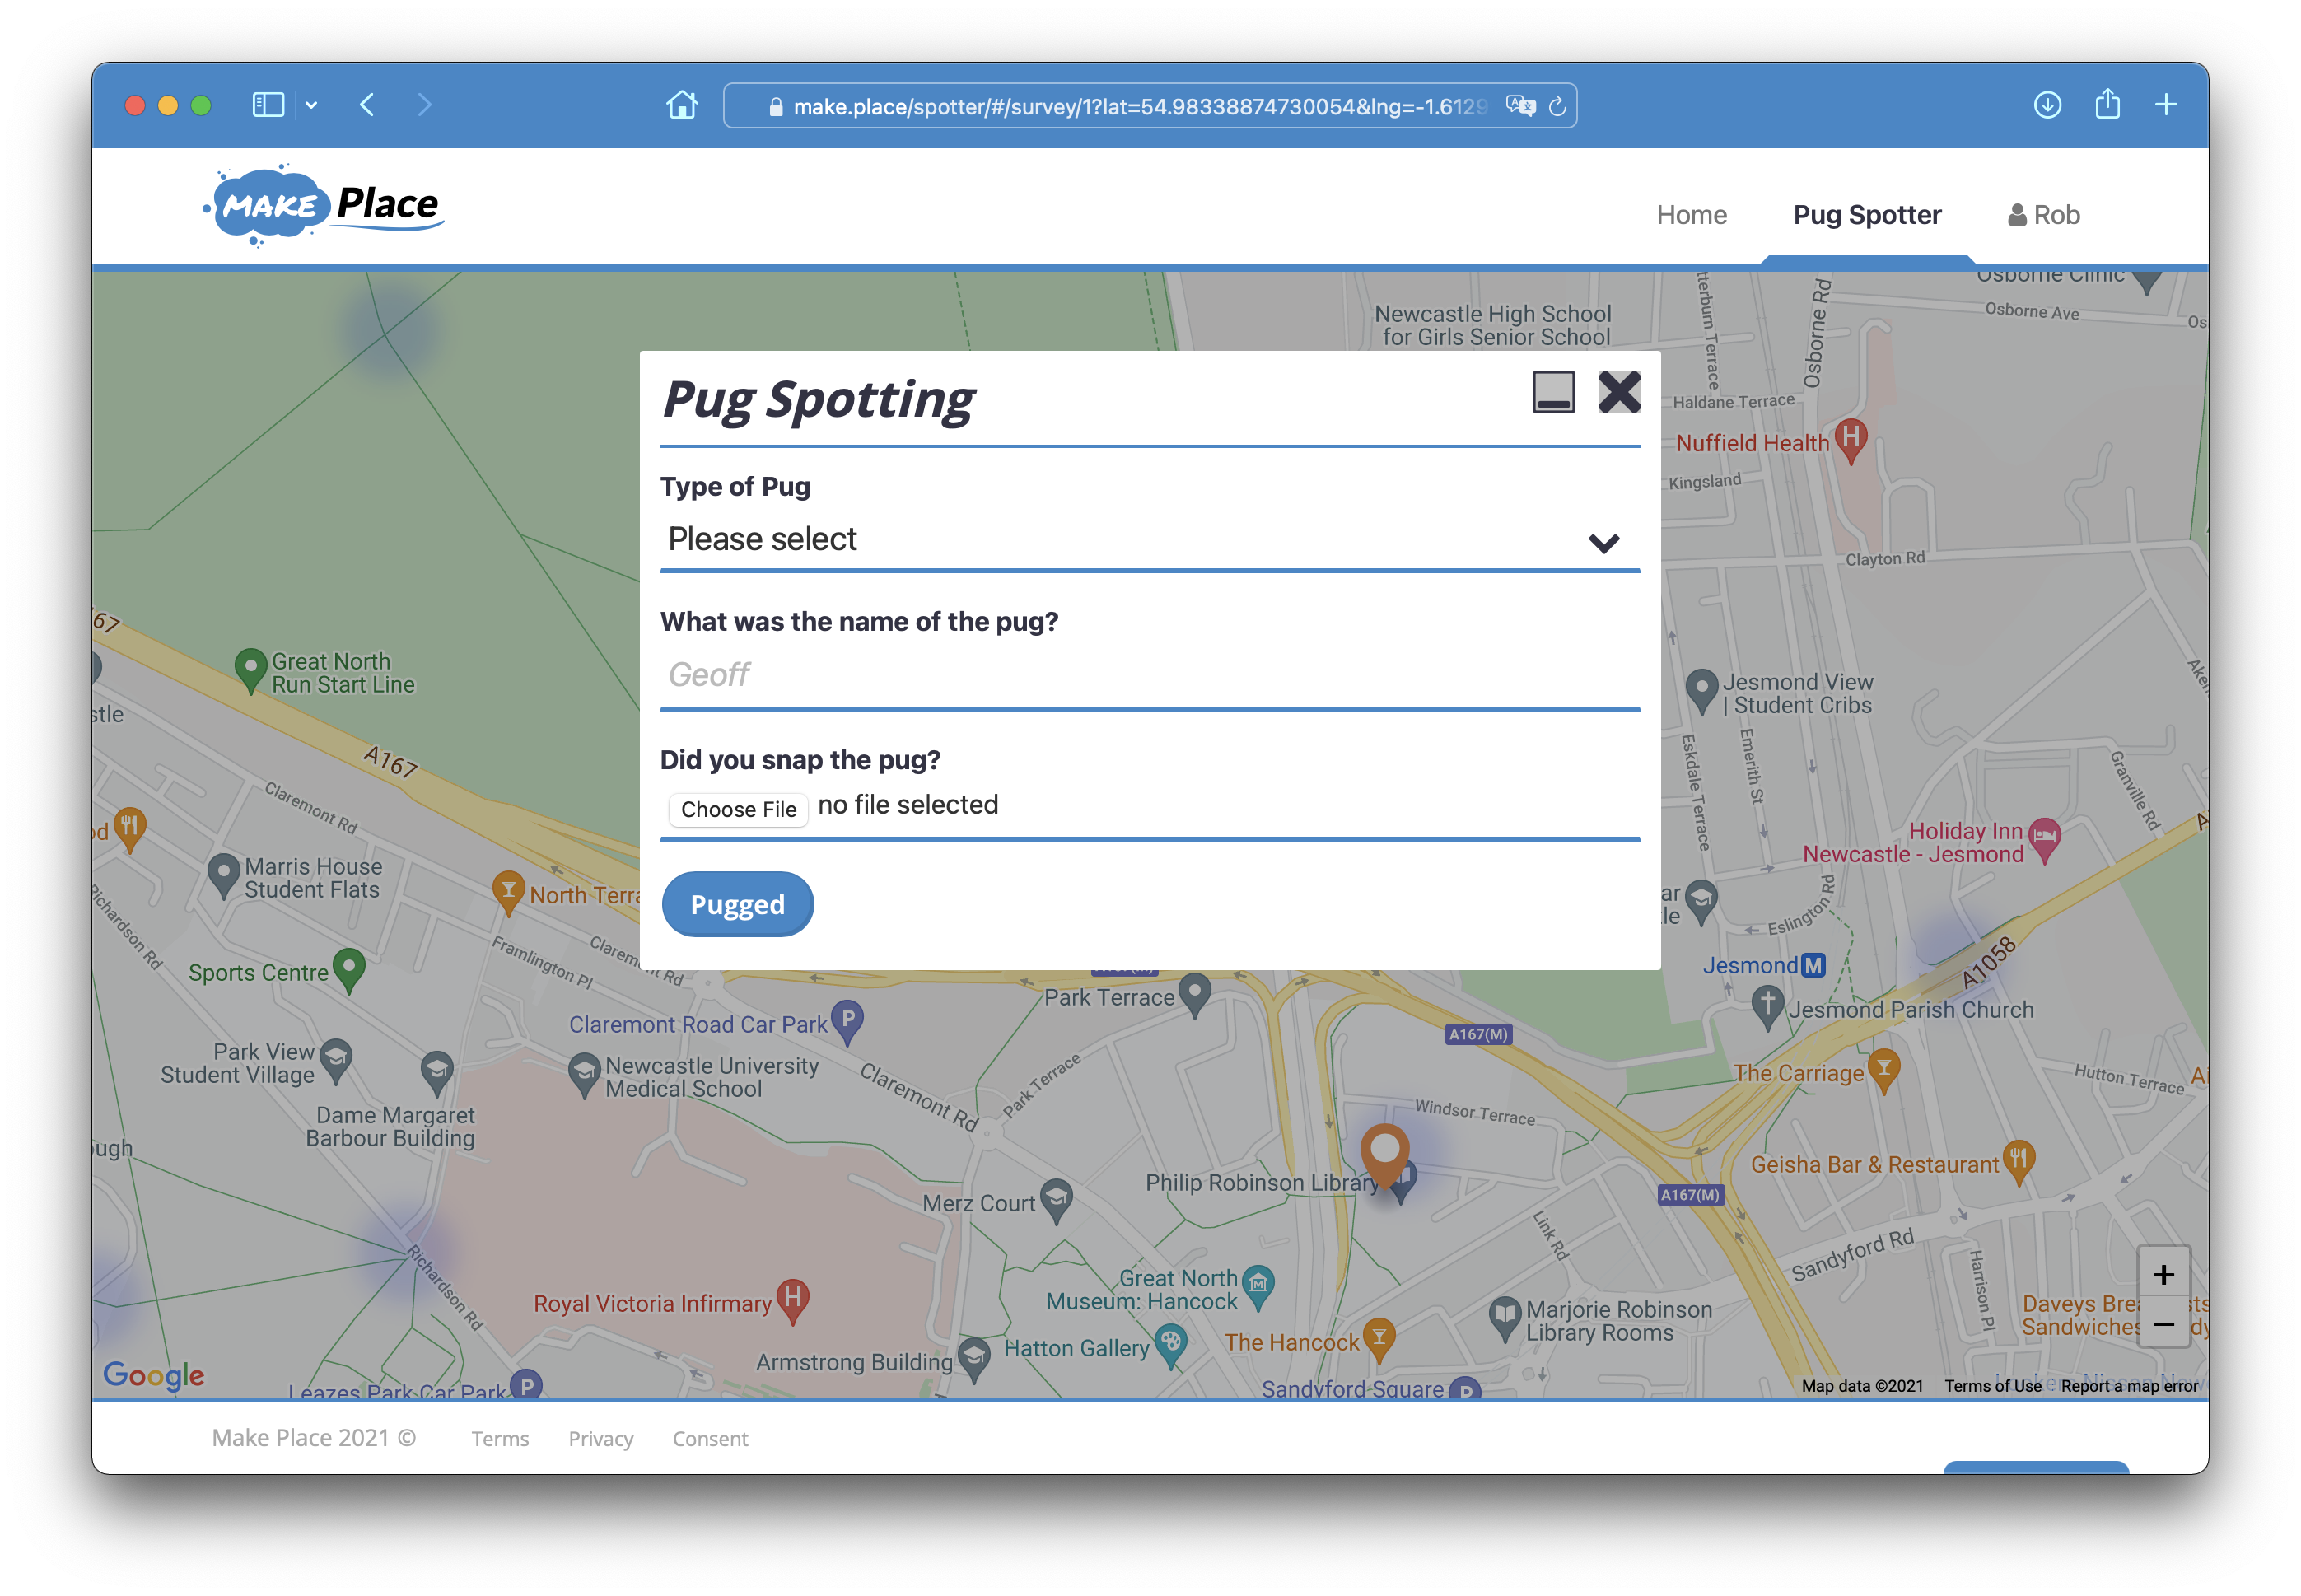 make.place/spotter/#/survey/1?lat=54.98338874730054&lng=-1.6129
MAKE Place
Home
Pug Spotter
Rob
Osborne Clinic
Osborne Ave
Osborne Rd
Newcastle High School
for Girls Senior School
Haldane Terrace
Nuffield Health
H
Kingsland
Clayton Rd
Pug Spotting
Type of Pug
Please select
What was the name of the pug?
Geoff
Did you snap the pug?
Choose File
no file selected
Pugged
Great North
Run Start Line
A167
Claremont Rd
Marris House
Student Flats
North Terra
Richardson Rd
Framlington Pl
Claremont Rd
Sports Centre
Jesmond View
| Student Cribs
Eskdale Terrace
Emerith St
Granville Rd
Holiday Inn
Newcastle - Jesmond
Eslington Rd
Jesmond M
A1058
Jesmond Parish Church
Park Terrace
Claremont Road Car Park
P
A167(M)
Park View
Student Village
Newcastle University
Medical School
Claremont Rd
Park Terrace
The Carriage
Hutton Terrace
Dame Margaret
Barbour Building
Windsor Terrace
Philip Robinson Library
Geisha Bar & Restaurant
A167(M)
Merz Court
Link Rd
Sandyford Rd
Harrison Pl
Richardson Rd
Royal Victoria Infirmary
H
Great North
Museum: Hancock
Hatton Gallery
The Hancock
Marjorie Robinson
Library Rooms
Armstrong Building
Leazes Park Car Park
P
Sandyford Square
P
+
−
Google
Map data ©2021
Terms of Use
Report a map error
Make Place 2021 ©
Terms
Privacy
Consent